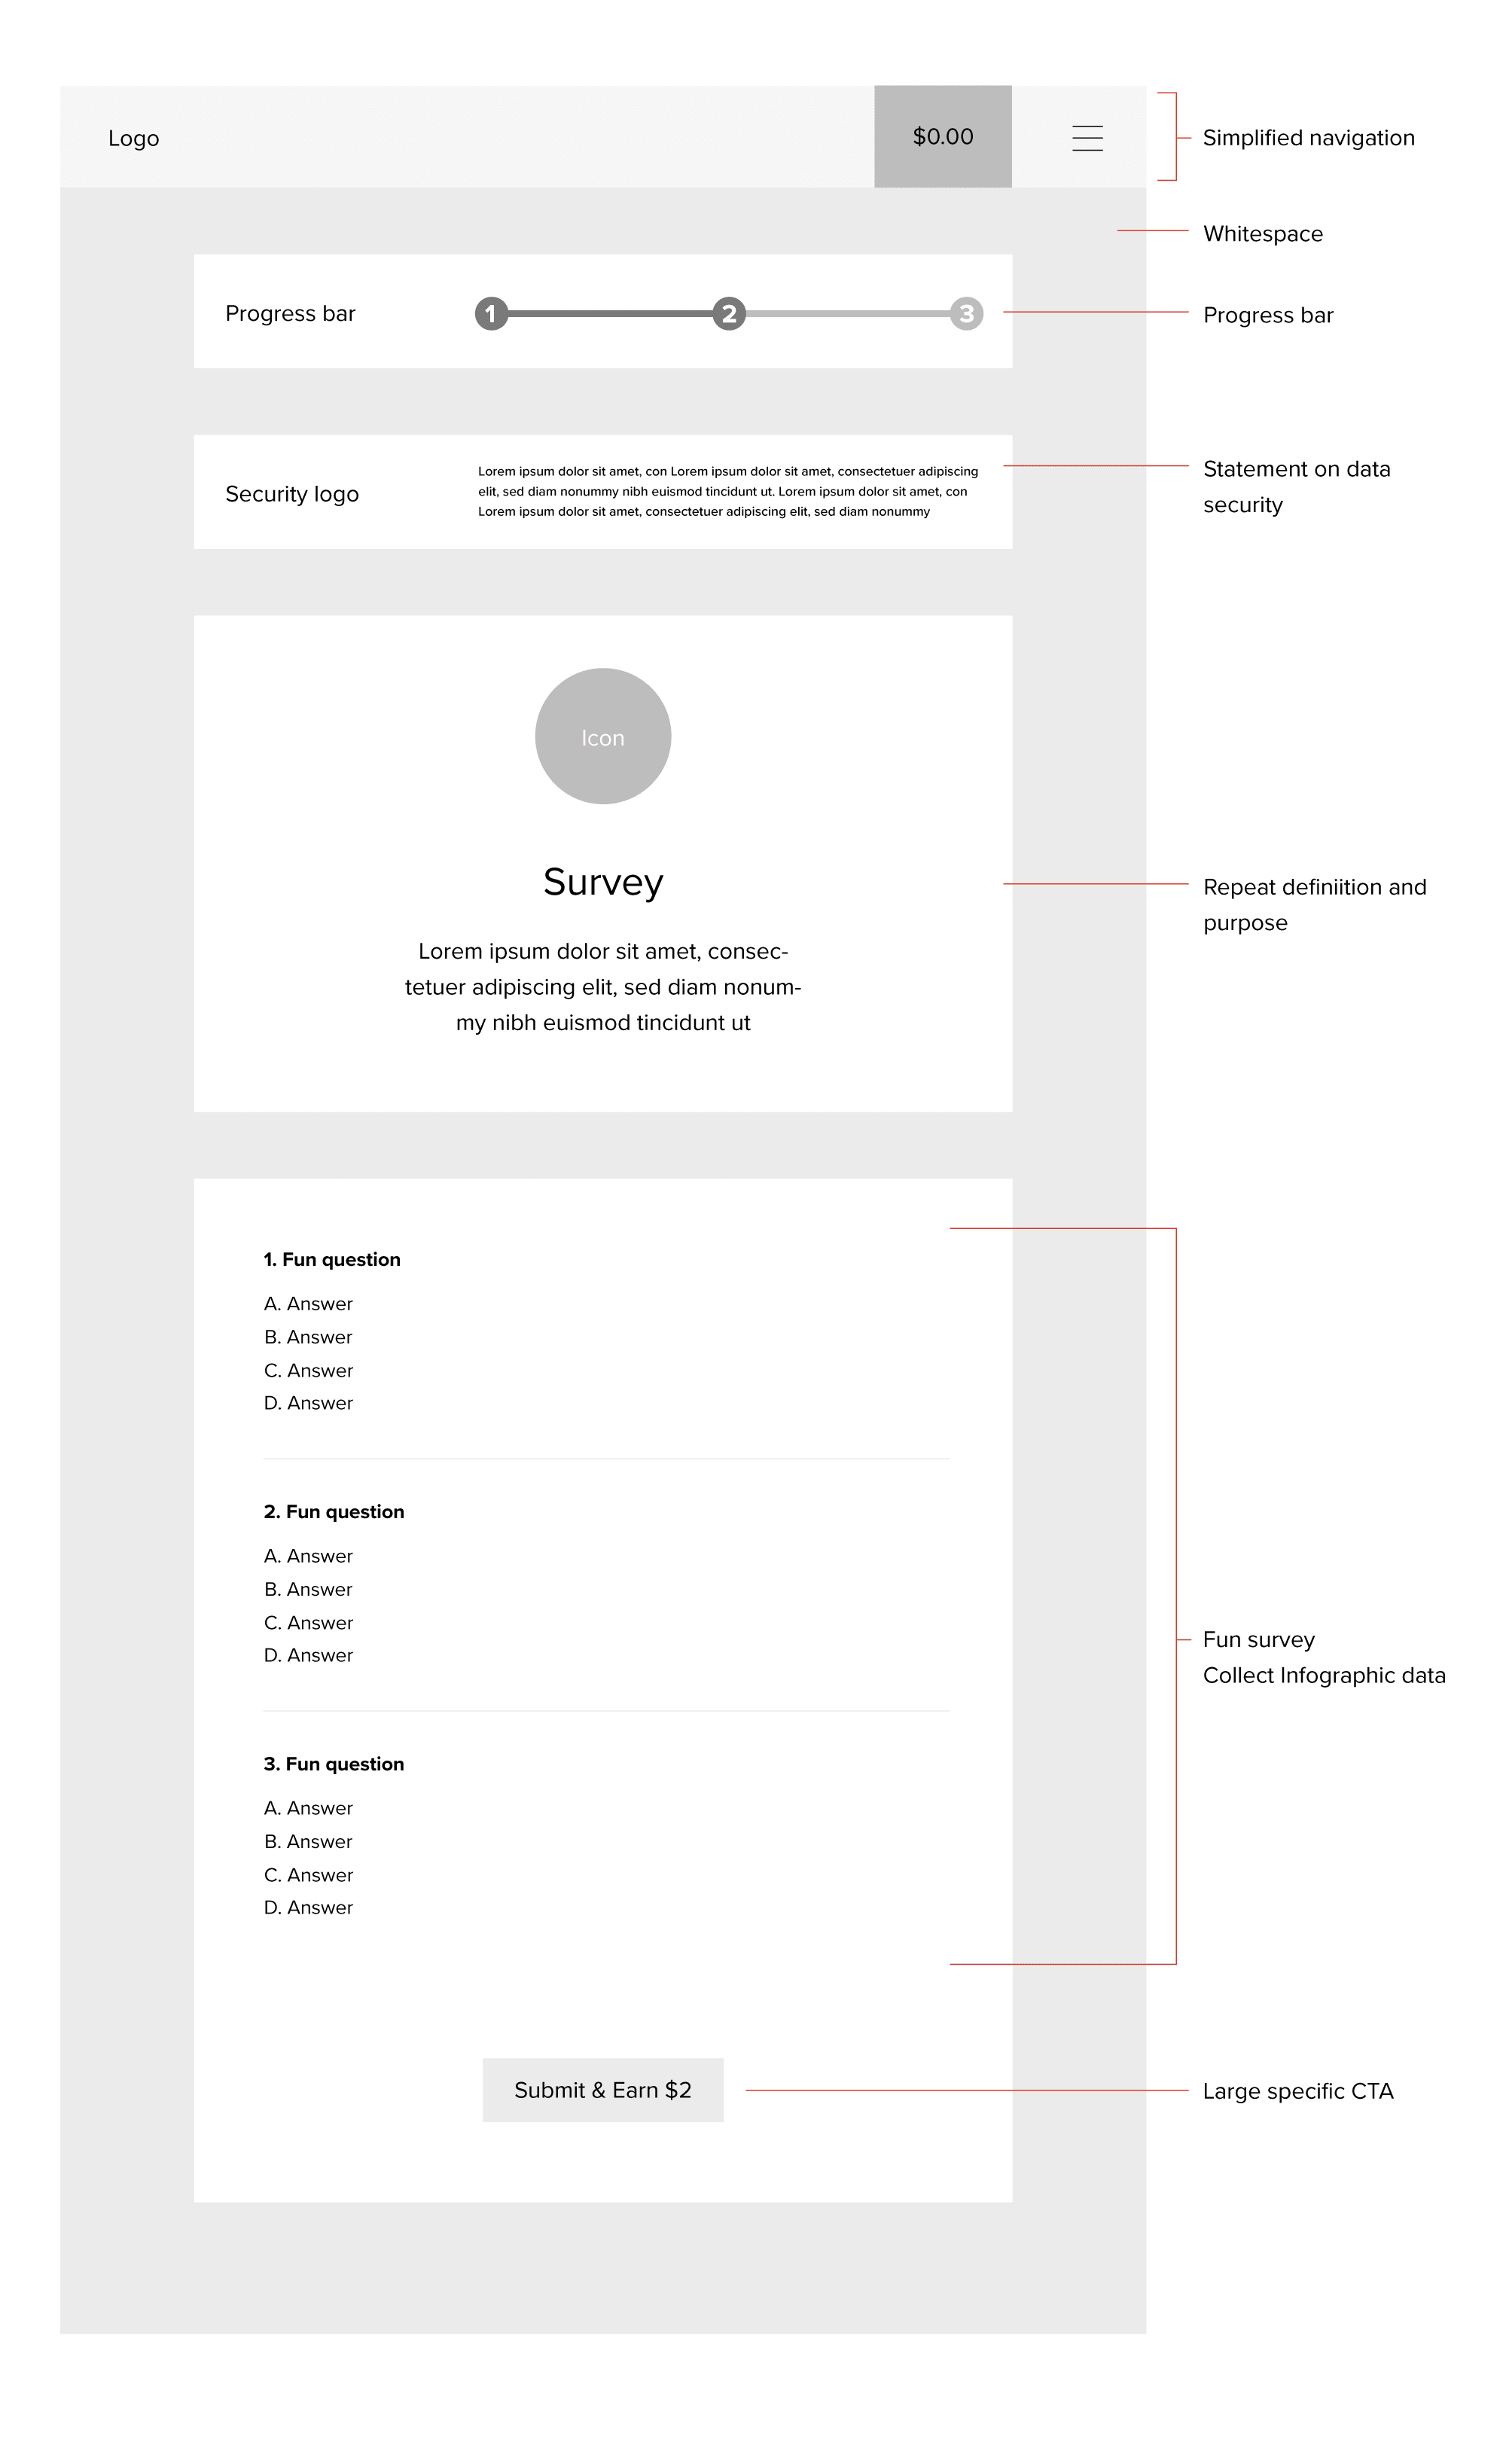 Logo
$0.00
Simplified navigation
Whitespace
Progress bar
1
2
3
Progress bar
Security logo
Lorem ipsum dolor sit amet, con Lorem ipsum dolor sit amet, consectetuer adipiscing
elit, sed diam nonummy nibh euismod tincidunt ut. Lorem ipsum dolor sit amet, con
Lorem ipsum dolor sit amet, consectetuer adipiscing elit, sed diam nonummy
Statement on data
security
Icon
Survey
Lorem ipsum dolor sit amet, consec-
tetuer adipiscing elit, sed diam nonum-
my nibh euismod tincidunt ut
Repeat definiition and
purpose
1. Fun question
A. Answer
B. Answer
C. Answer
D. Answer
2. Fun question
A. Answer
B. Answer
C. Answer
D. Answer
3. Fun question
A. Answer
B. Answer
C. Answer
D. Answer
Fun survey
Collect Infographic data
Submit & Earn $2
Large specific CTA